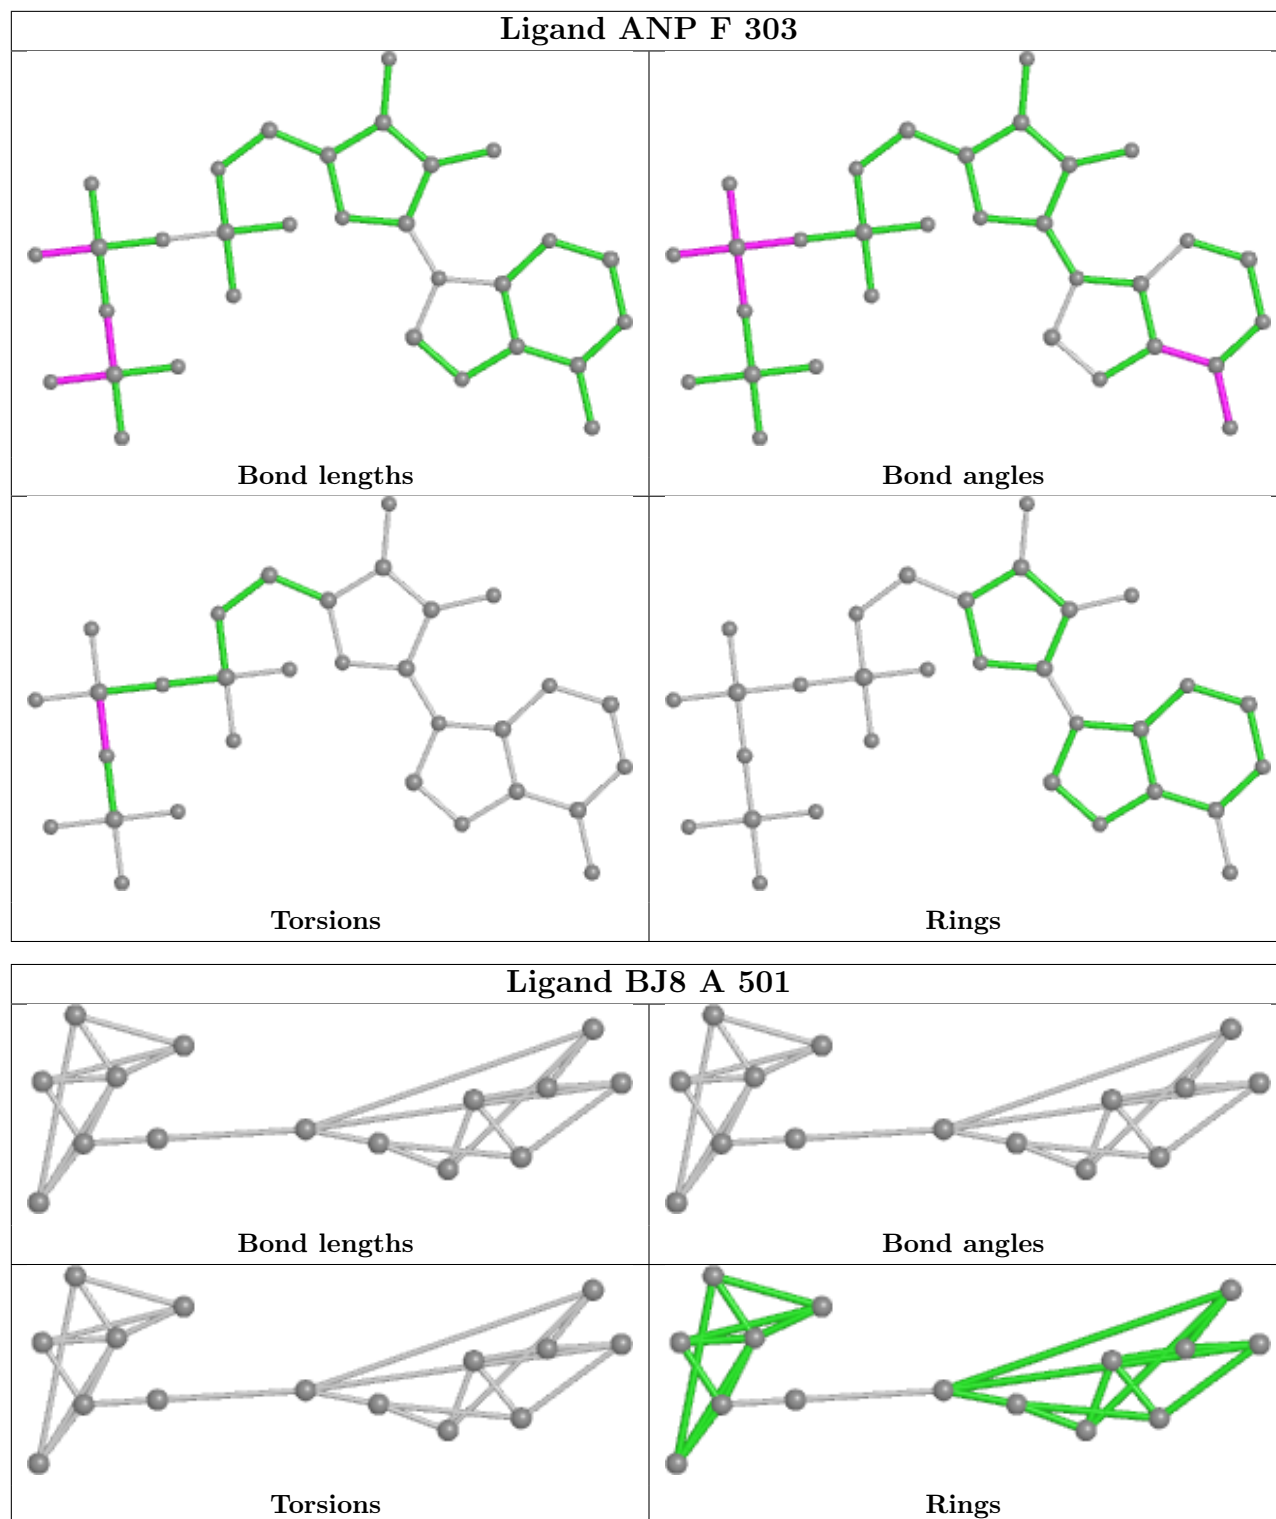 Ligand ANP F 303
Bond lengths
Bond angles
Torsions
Rings
Ligand BJ8 A 501
Bond lengths
Bond angles
Torsions
Rings